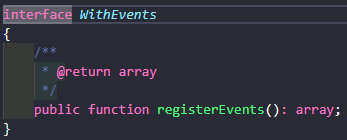 interface WithEvents
{
    /**
     * @return array
     */
    public function registerEvents(): array;
}